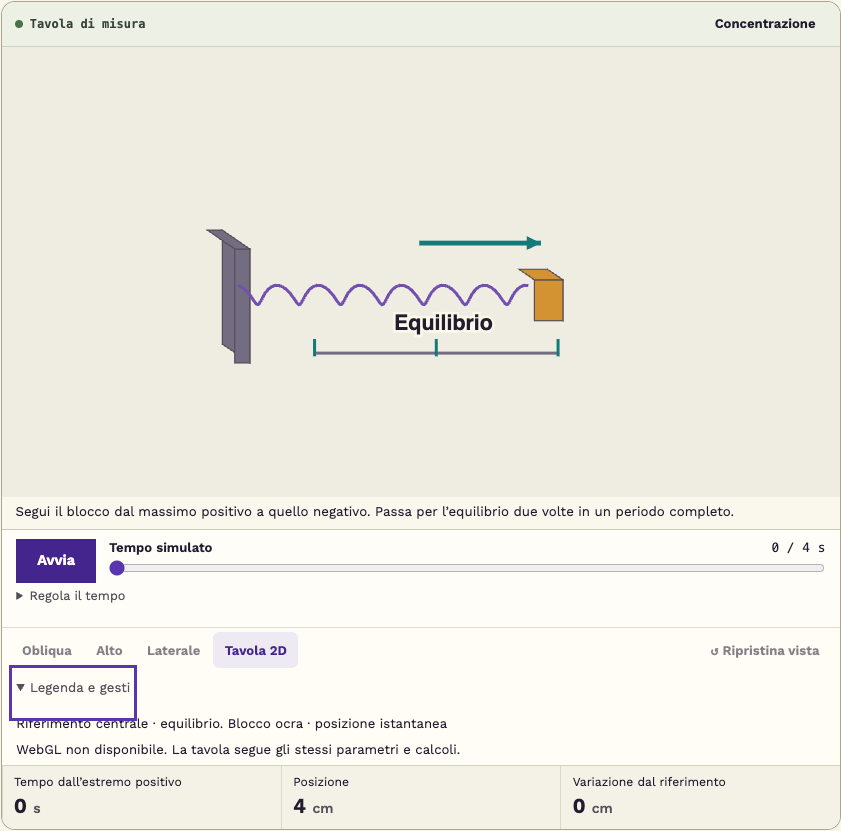 Tavola di misura
Concentrazione
Equilibrio
Segui il blocco dal massimo positivo a quello negativo. Passa per l’equilibrio due volte in un periodo completo.
Avvia
Tempo simulato
0 / 4 s
▶ Regola il tempo
Obliqua Alto Laterale Tavola 2D
↺ Ripristina vista
▼ Legenda e gesti
Riferimento centrale · equilibrio. Blocco ocra · posizione istantanea
WebGL non disponibile. La tavola segue gli stessi parametri e calcoli.
Tempo dall’estremo positivo
0 s
Posizione
4 cm
Variazione dal riferimento
0 cm